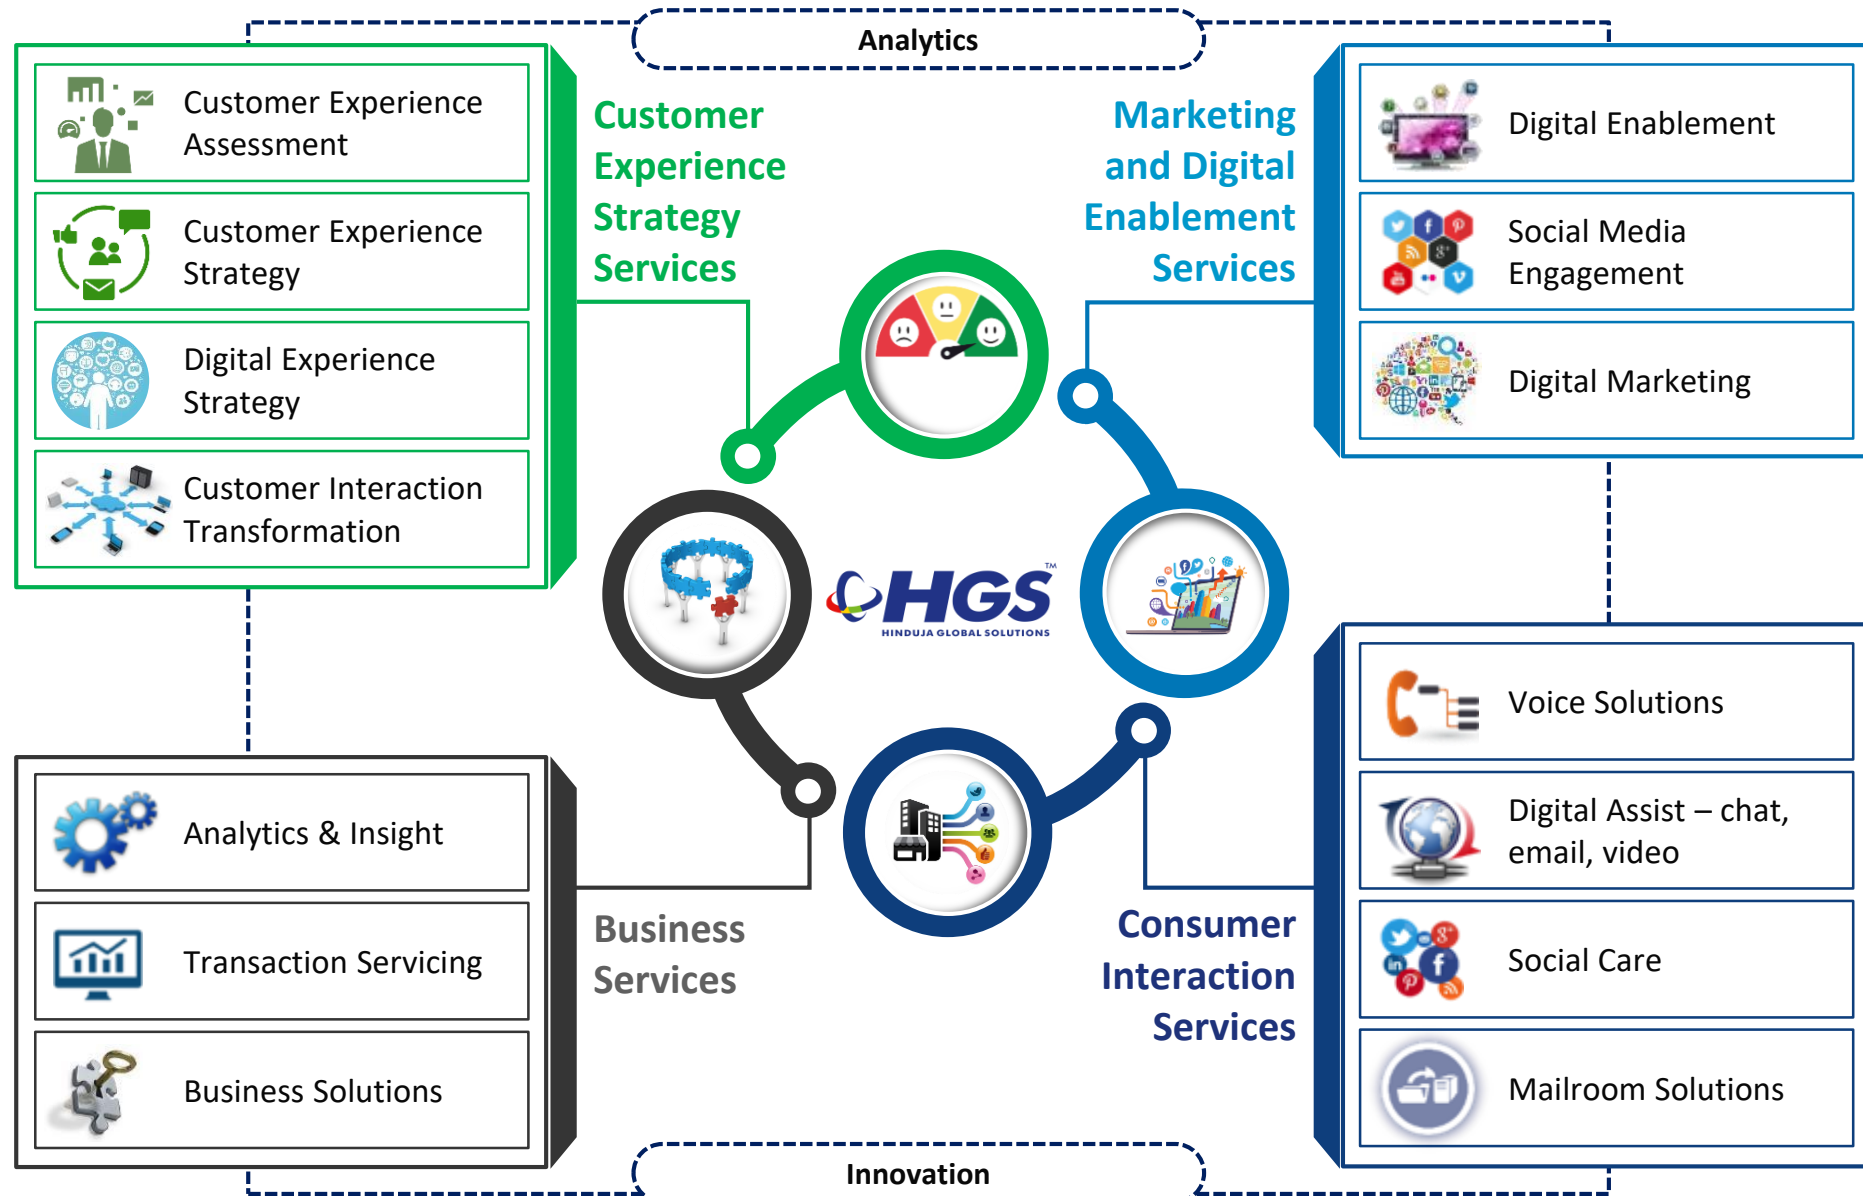 Analytics
Customer Experience
Assessment
Customer Experience
Strategy
Digital Experience
Strategy
Customer Interaction
Transformation
Customer
Experience
Strategy
Services
Marketing
and Digital
Enablement
Services
Digital Enablement
Social Media
Engagement
Digital Marketing
HGS™
HINDUJA GLOBAL SOLUTIONS
Analytics & Insight
Transaction Servicing
Business Solutions
Business
Services
Consumer
Interaction
Services
Voice Solutions
Digital Assist – chat,
email, video
Social Care
Mailroom Solutions
Innovation